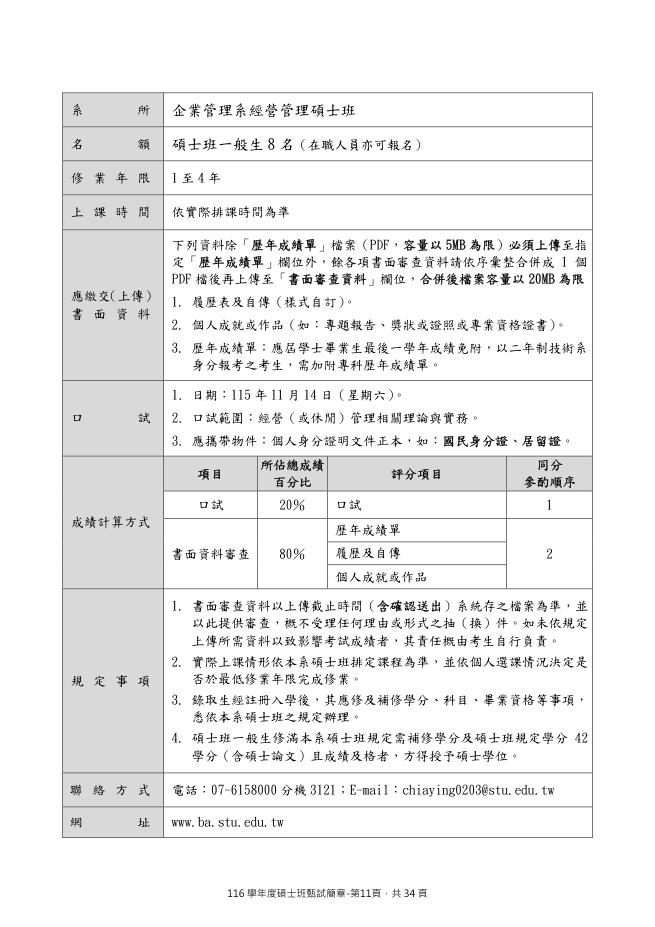 系所 企業管理系經營管理碩士班
名額 碩士班一般生 8 名（在職人員亦可報名）
修業年限 1 至 4 年
上課時間 依實際排課時間為準
應繳交(上傳)
書面資料
下列資料除「歷年成績單」檔案（PDF，容量以 5MB 為限）必須上傳至指
定「歷年成績單」欄位外，餘各項書面審查資料請依序彙整合併成 1 個
PDF 檔後再上傳至「書面審查資料」欄位，合併後檔案容量以 20MB 為限
1. 履歷表及自傳（樣式自訂）。
2. 個人成就或作品（如：專題報告、獎狀或證照或專業資格證書）。
3. 歷年成績單：應屆學士畢業生最後一學年成績免附，以二年制技術系
身分報考之考生，需加附專科歷年成績單。
口試
1. 日期：115 年 11 月 14 日（星期六）。
2. 口試範圍：經營（或休閒）管理相關理論與實務。
3. 應攜帶物件：個人身分證明文件正本，如：國民身分證、居留證。
成績計算方式
項目 所佔總成績 評分項目 同分
百分比 參酌順序
口試 20% 口試 1
歷年成績單
書面資料審查 80% 履歷及自傳 2
個人成就或作品
規定事項
1. 書面審查資料以上傳截止時間（含確認送出）系統存之檔案為準，並
以此提供審查，概不受理任何理由或形式之抽（換）件。如未依規定
上傳所需資料以致影響考試成績者，其責任概由考生自行負責。
2. 實際上課情形依本系碩士班排定課程為準，並依個人選課情況決定是
否於最低修業年限完成修業。
3. 錄取生經註冊入學後，其應修及補修學分、科目、畢業資格等事項，
悉依本系碩士班之規定辦理。
4. 碩士班一般生修滿本系碩士班規定需補修學分及碩士班規定學分 42
學分（含碩士論文）且成績及格者，方得授予碩士學位。
聯絡方式 電話：07-6158000 分機 3121；E-mail：chiaying0203@stu.edu.tw
網址 www.ba.stu.edu.tw
116 學年度碩士班甄試簡章-第11頁，共 34 頁